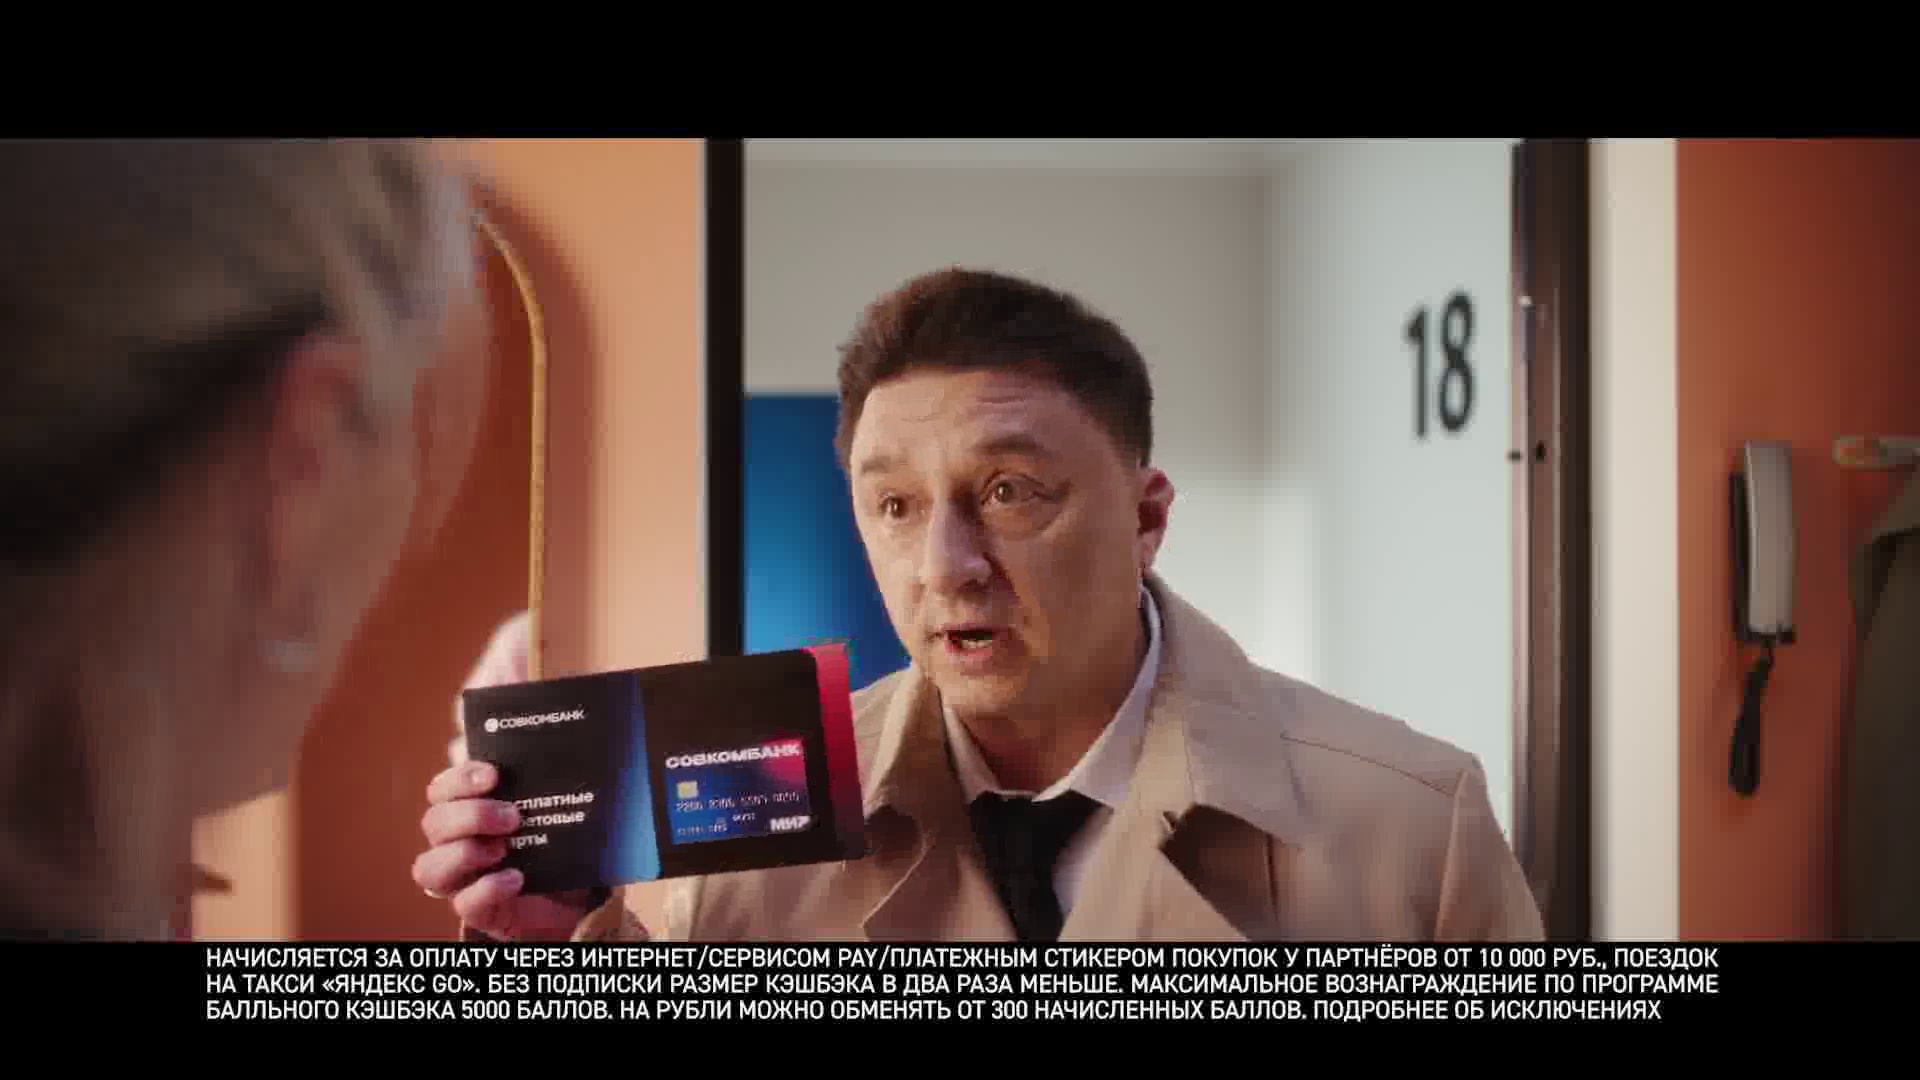 18
СОВКОМБАНК
СОВКОМБАНК
МИР
НАЧИСЛЯЕТСЯ ЗА ОПЛАТУ ЧЕРЕЗ ИНТЕРНЕТ/СЕРВИСОМ PAY/ПЛАТЕЖНЫМ СТИКЕРОМ ПОКУПОК У ПАРТНЁРОВ ОТ 10 000 РУБ., ПОЕЗДОК
НА ТАКСИ «ЯНДЕКС GO». БЕЗ ПОДПИСКИ РАЗМЕР КЭШБЭКА В ДВА РАЗА МЕНЬШЕ. МАКСИМАЛЬНОЕ ВОЗНАГРАЖДЕНИЕ ПО ПРОГРАММЕ
БАЛЛЬНОГО КЭШБЭКА 5000 БАЛЛОВ. НА РУБЛИ МОЖНО ОБМЕНЯТЬ ОТ 300 НАЧИСЛЕННЫХ БАЛЛОВ. ПОДРОБНЕЕ ОБ ИСКЛЮЧЕНИЯХ